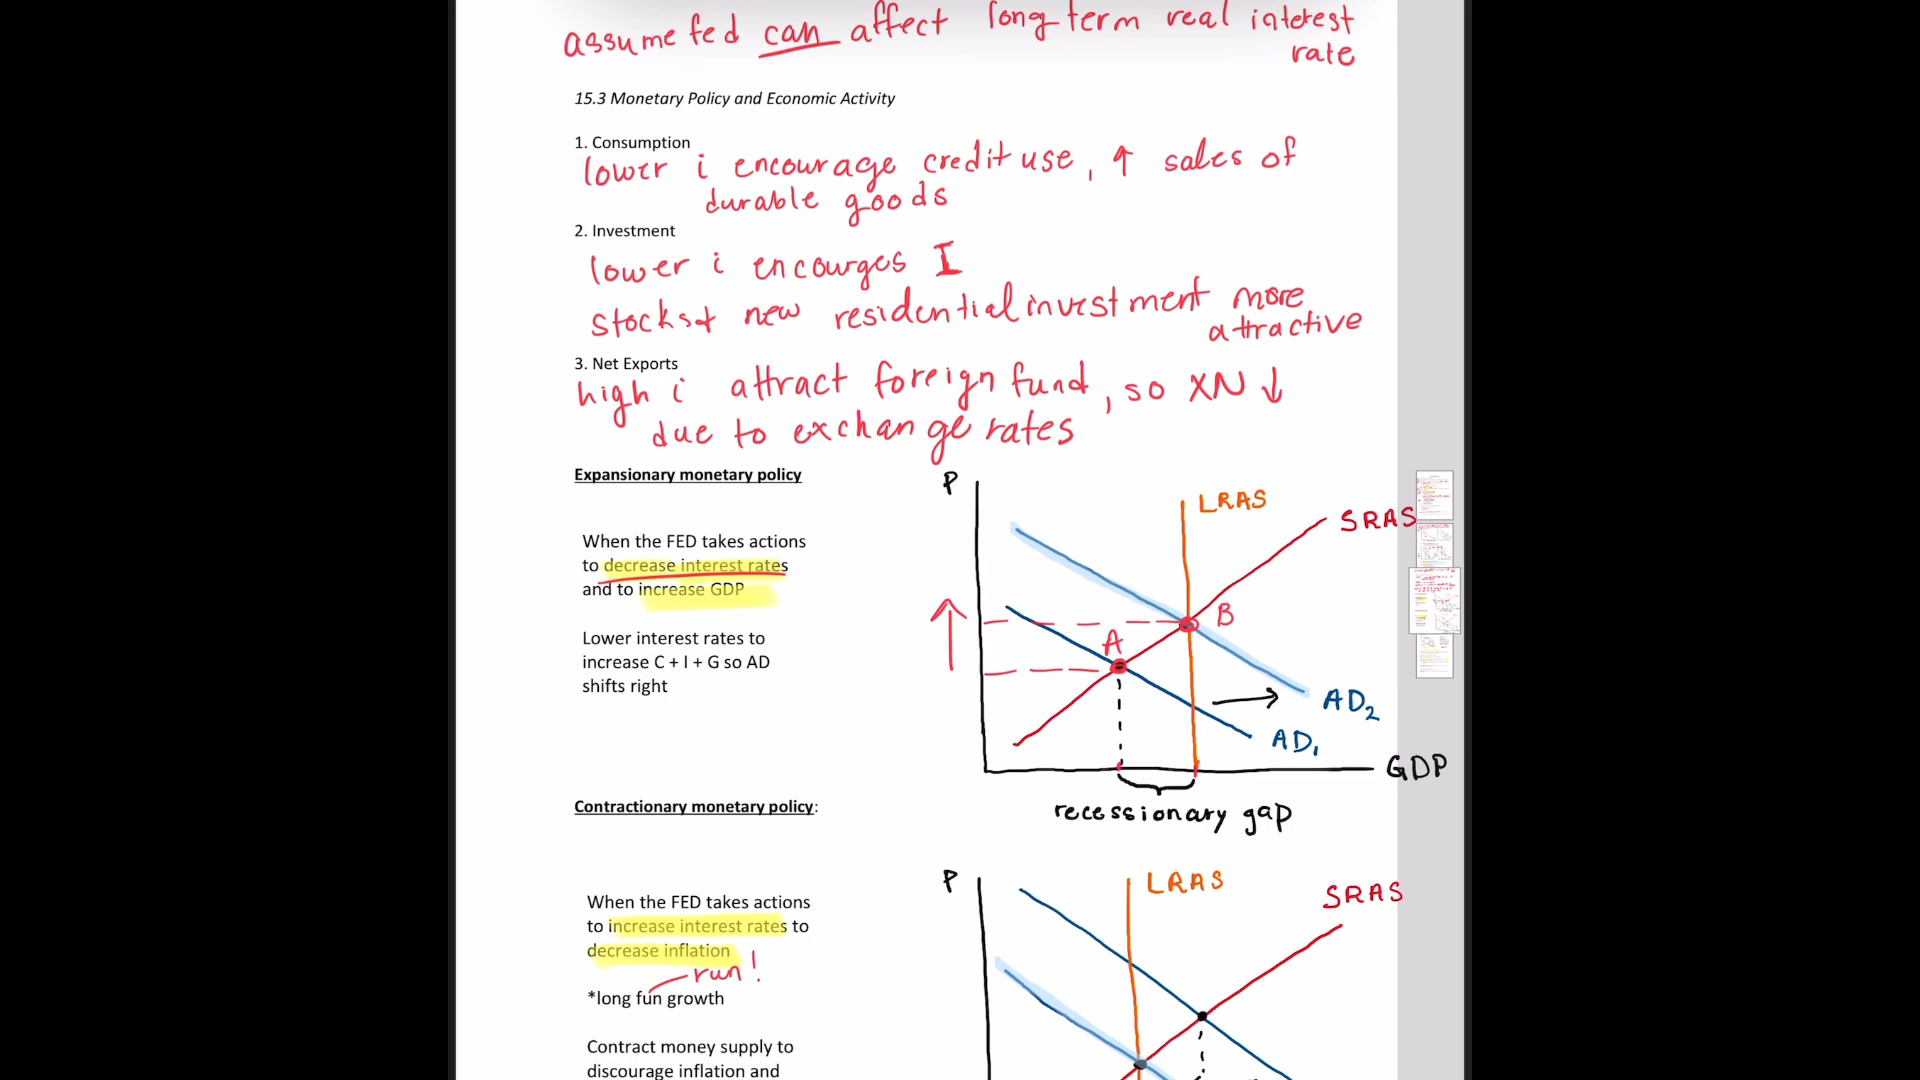 assume fed can affect long term real interest
rate
15.3 Monetary Policy and Economic Activity
1. Consumption
lower i encourage credit use, ↑ sales of
durable goods
2. Investment
lower i encourges I
stocks + new residential investment more
attractive
3. Net Exports
high i attract foreign fund, so XN ↓
due to exchange rates
Expansionary monetary policy
When the FED takes actions
to decrease interest rates
and to increase GDP
Lower interest rates to
increase C + I + G so AD
shifts right
P
LRAS
SRAS
B
A
AD2
AD1
GDP
recessionary gap
Contractionary monetary policy:
When the FED takes actions
to increase interest rates to
decrease inflation
run!
*long fun growth
Contract money supply to
discourage inflation and
P
LRAS
SRAS